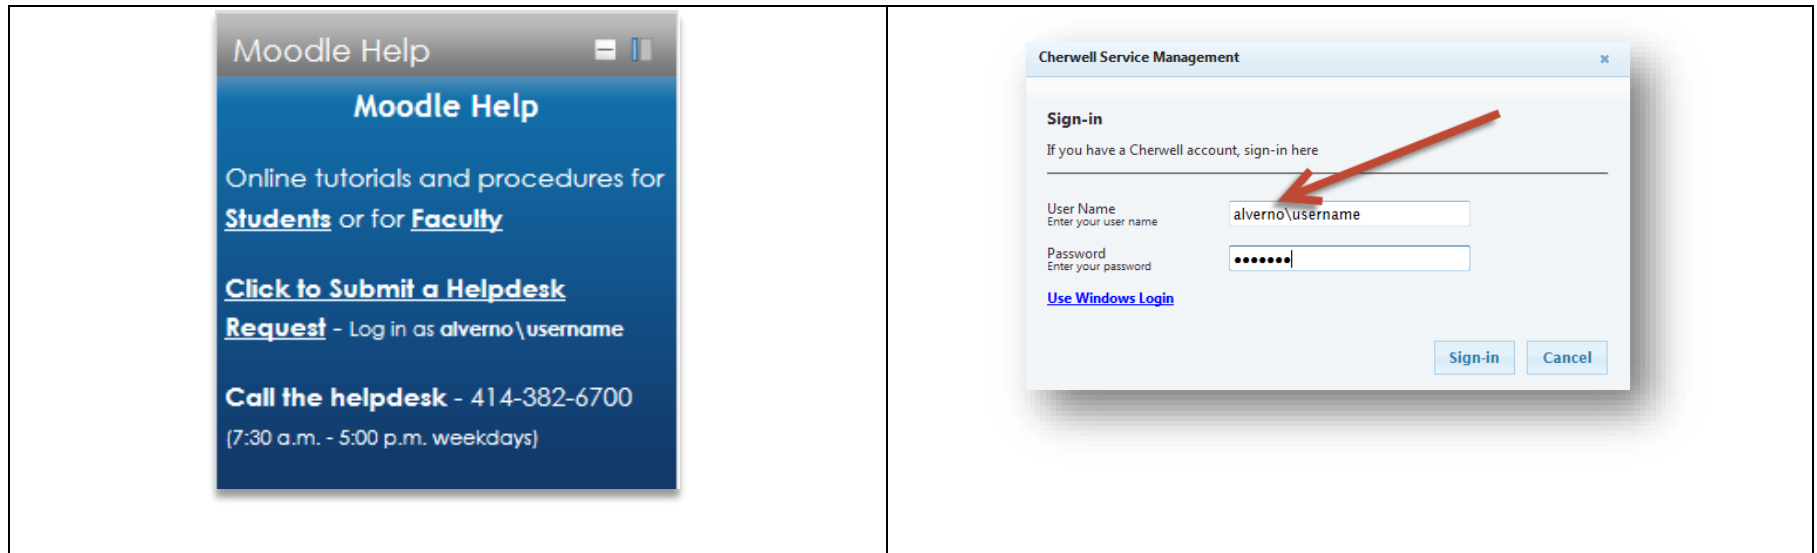 Moodle Help
Moodle Help
Online tutorials and procedures for
Students or for Faculty
Click to Submit a Helpdesk
Request - Log in as alverno\username
Call the helpdesk - 414-382-6700
(7:30 a.m. - 5:00 p.m. weekdays)
Cherwell Service Management
Sign-in
If you have a Cherwell account, sign-in here
User Name
Enter your user name
alverno\username
Password
Enter your password
•••••••
Use Windows Login
Sign-in
Cancel